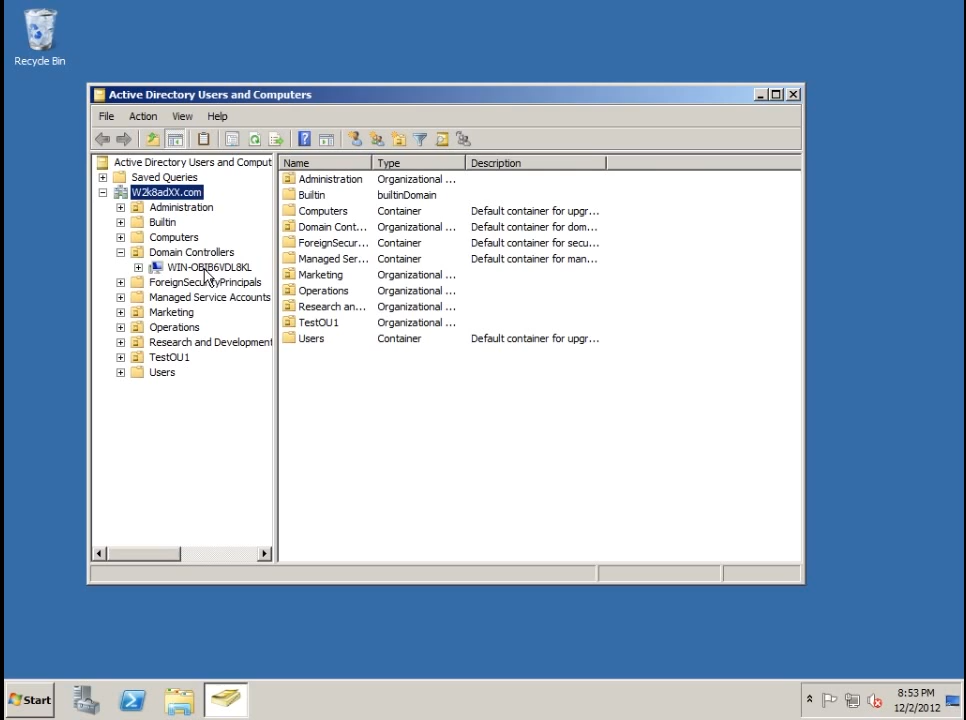 Recycle Bin
Active Directory Users and Computers
File Action View Help
Active Directory Users and Comput
Saved Queries
W2k8adXX.com
Administration
Builtin
Computers
Domain Controllers
WIN-OBIB6VDL8KL
ForeignSecurityPrincipals
Managed Service Accounts
Marketing
Operations
Research and Development
TestOU1
Users
Name Type Description
Administration Organizational ...
Builtin builtinDomain
Computers Container Default container for upgr...
Domain Cont... Organizational ... Default container for dom...
ForeignSecur... Container Default container for secu...
Managed Ser... Container Default container for man...
Marketing Organizational ...
Operations Organizational ...
Research an... Organizational ...
TestOU1 Organizational ...
Users Container Default container for upgr...
Start
8:53 PM
12/2/2012